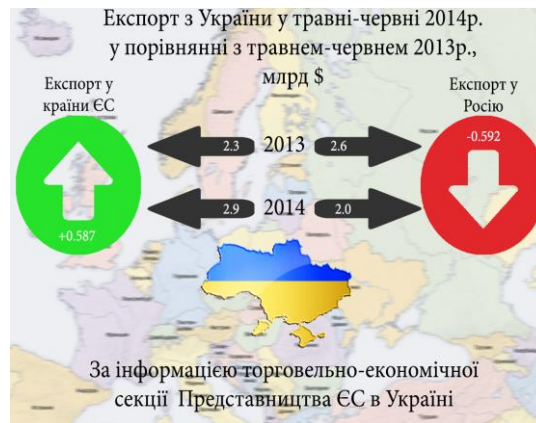 Експорт з України у травні-червні 2014р.
у порівнянні з травнем-червнем 2013р.,
млрд $
Експорт у
країни ЄС
Експорт у
Росію
2.3 2013 2.6
-0.592
+0.587
2.9 2014 2.0
За інформацією торговельно-економічної
секції Представництва ЄС в Україні